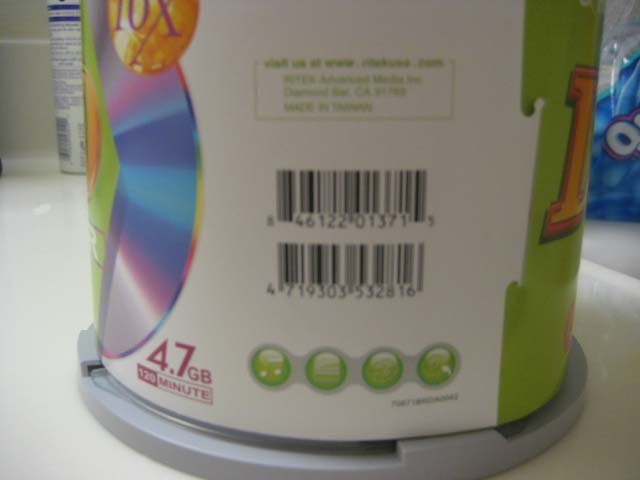 16X
visit us at www.ritekusa.com
RITEK Advanced Media Inc
Diamond Bar, CA 91765
MADE IN TAIWAN
8 46122 01371 5
4 719303 532816
4.7GB
120 MINUTE